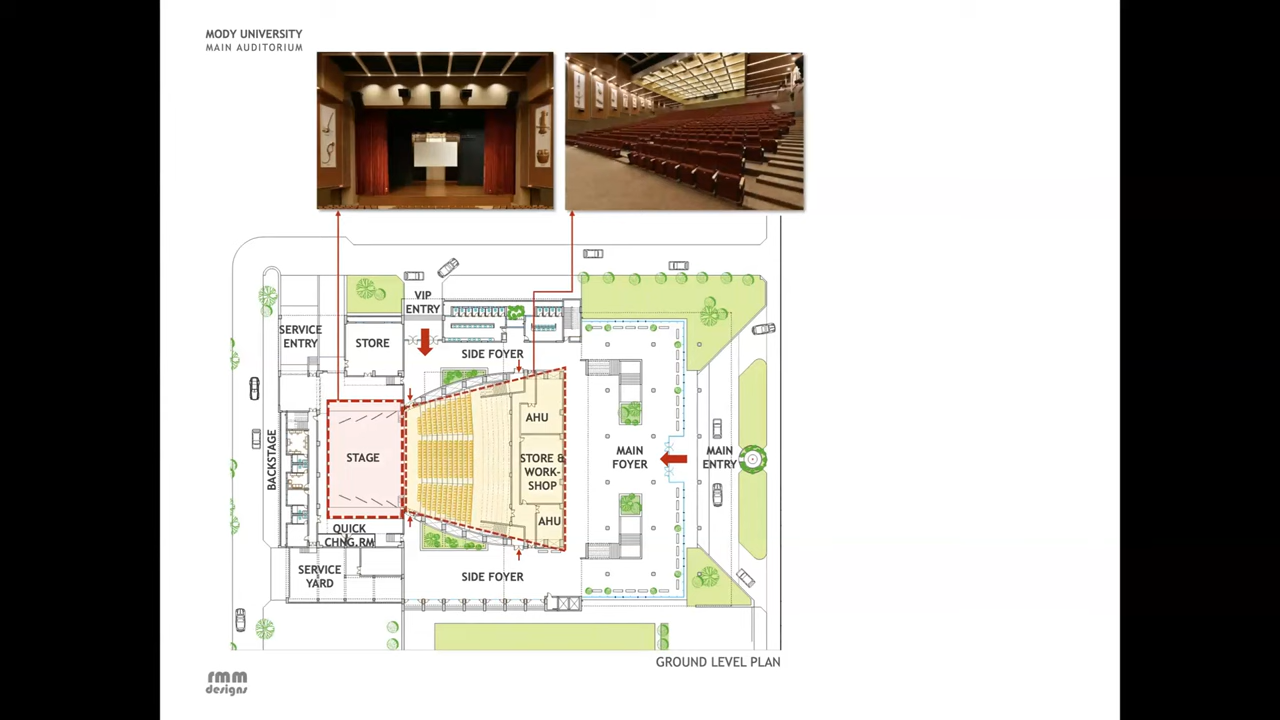 MODY UNIVERSITY
MAIN AUDITORIUM
VIP
ENTRY
SERVICE
ENTRY
STORE
SIDE FOYER
AHU
STAGE
BACKSTAGE
STORE &
WORK-
SHOP
MAIN
FOYER
MAIN
ENTRY
AHU
QUICK
CHNG.RM
SERVICE
YARD
SIDE FOYER
GROUND LEVEL PLAN
rmm
designs